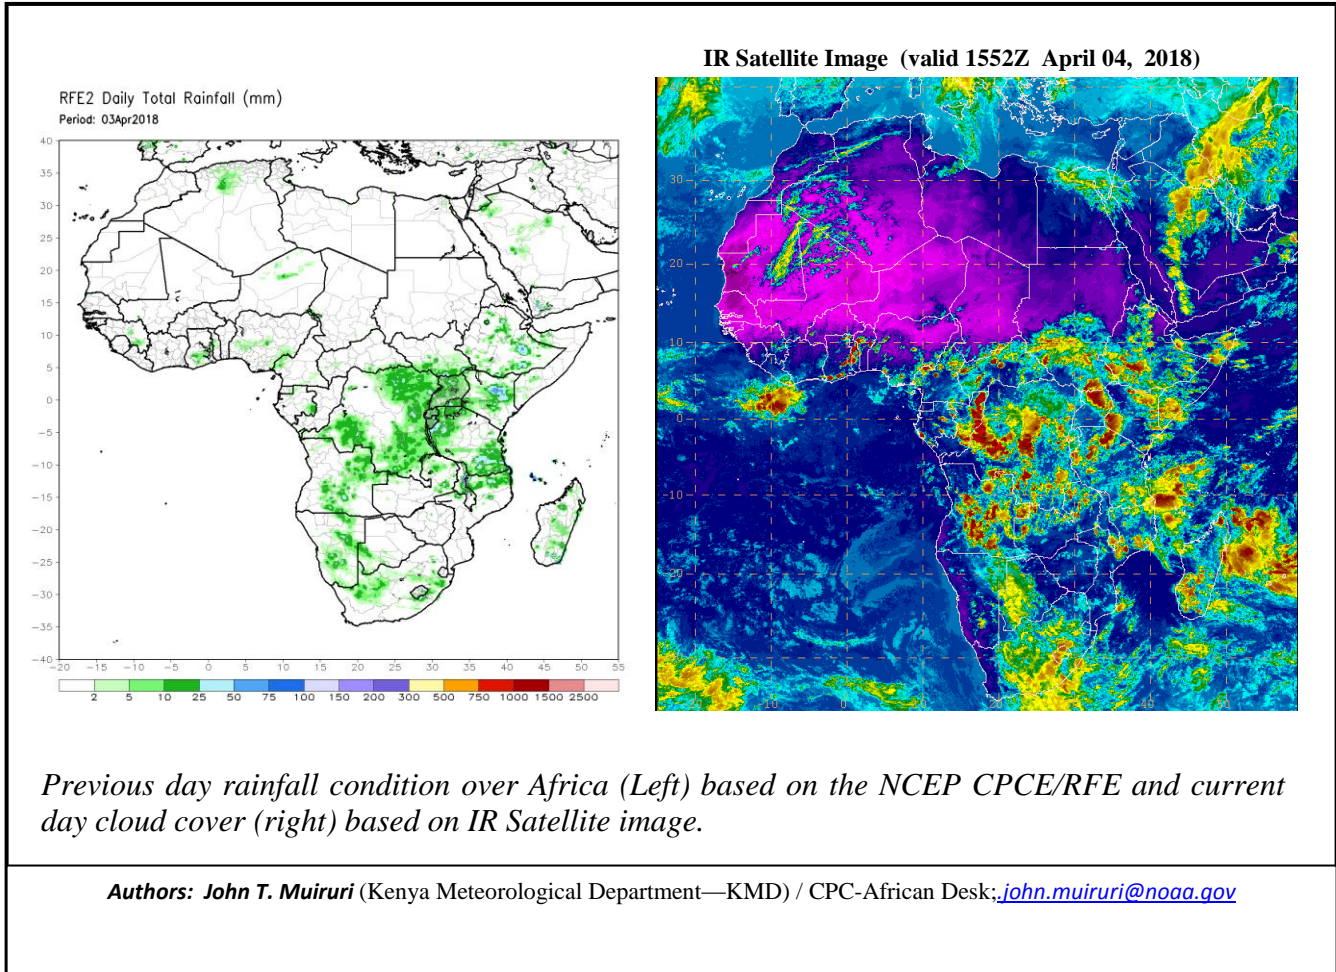 IR Satellite Image (valid 1552Z April 04, 2018)
RFE2 Daily Total Rainfall (mm)
Period: 03Apr2018
40
35
30
25
20
15
10
5
0
−5
−10
−15
−20
−25
−30
−35
−40
−20 −15 −10 −5 0 5 10 15 20 25 30 35 40 45 50 55
2 5 10 25 50 75 100 150 200 300 500 750 1000 1500 2500
30
20
10
0
-10
-20
-20 -10 0 10 20 30 40 50
Previous day rainfall condition over Africa (Left) based on the NCEP CPCE/RFE and current
day cloud cover (right) based on IR Satellite image.
Authors: John T. Muiruri (Kenya Meteorological Department—KMD) / CPC-African Desk;.john.muiruri@noaa.gov